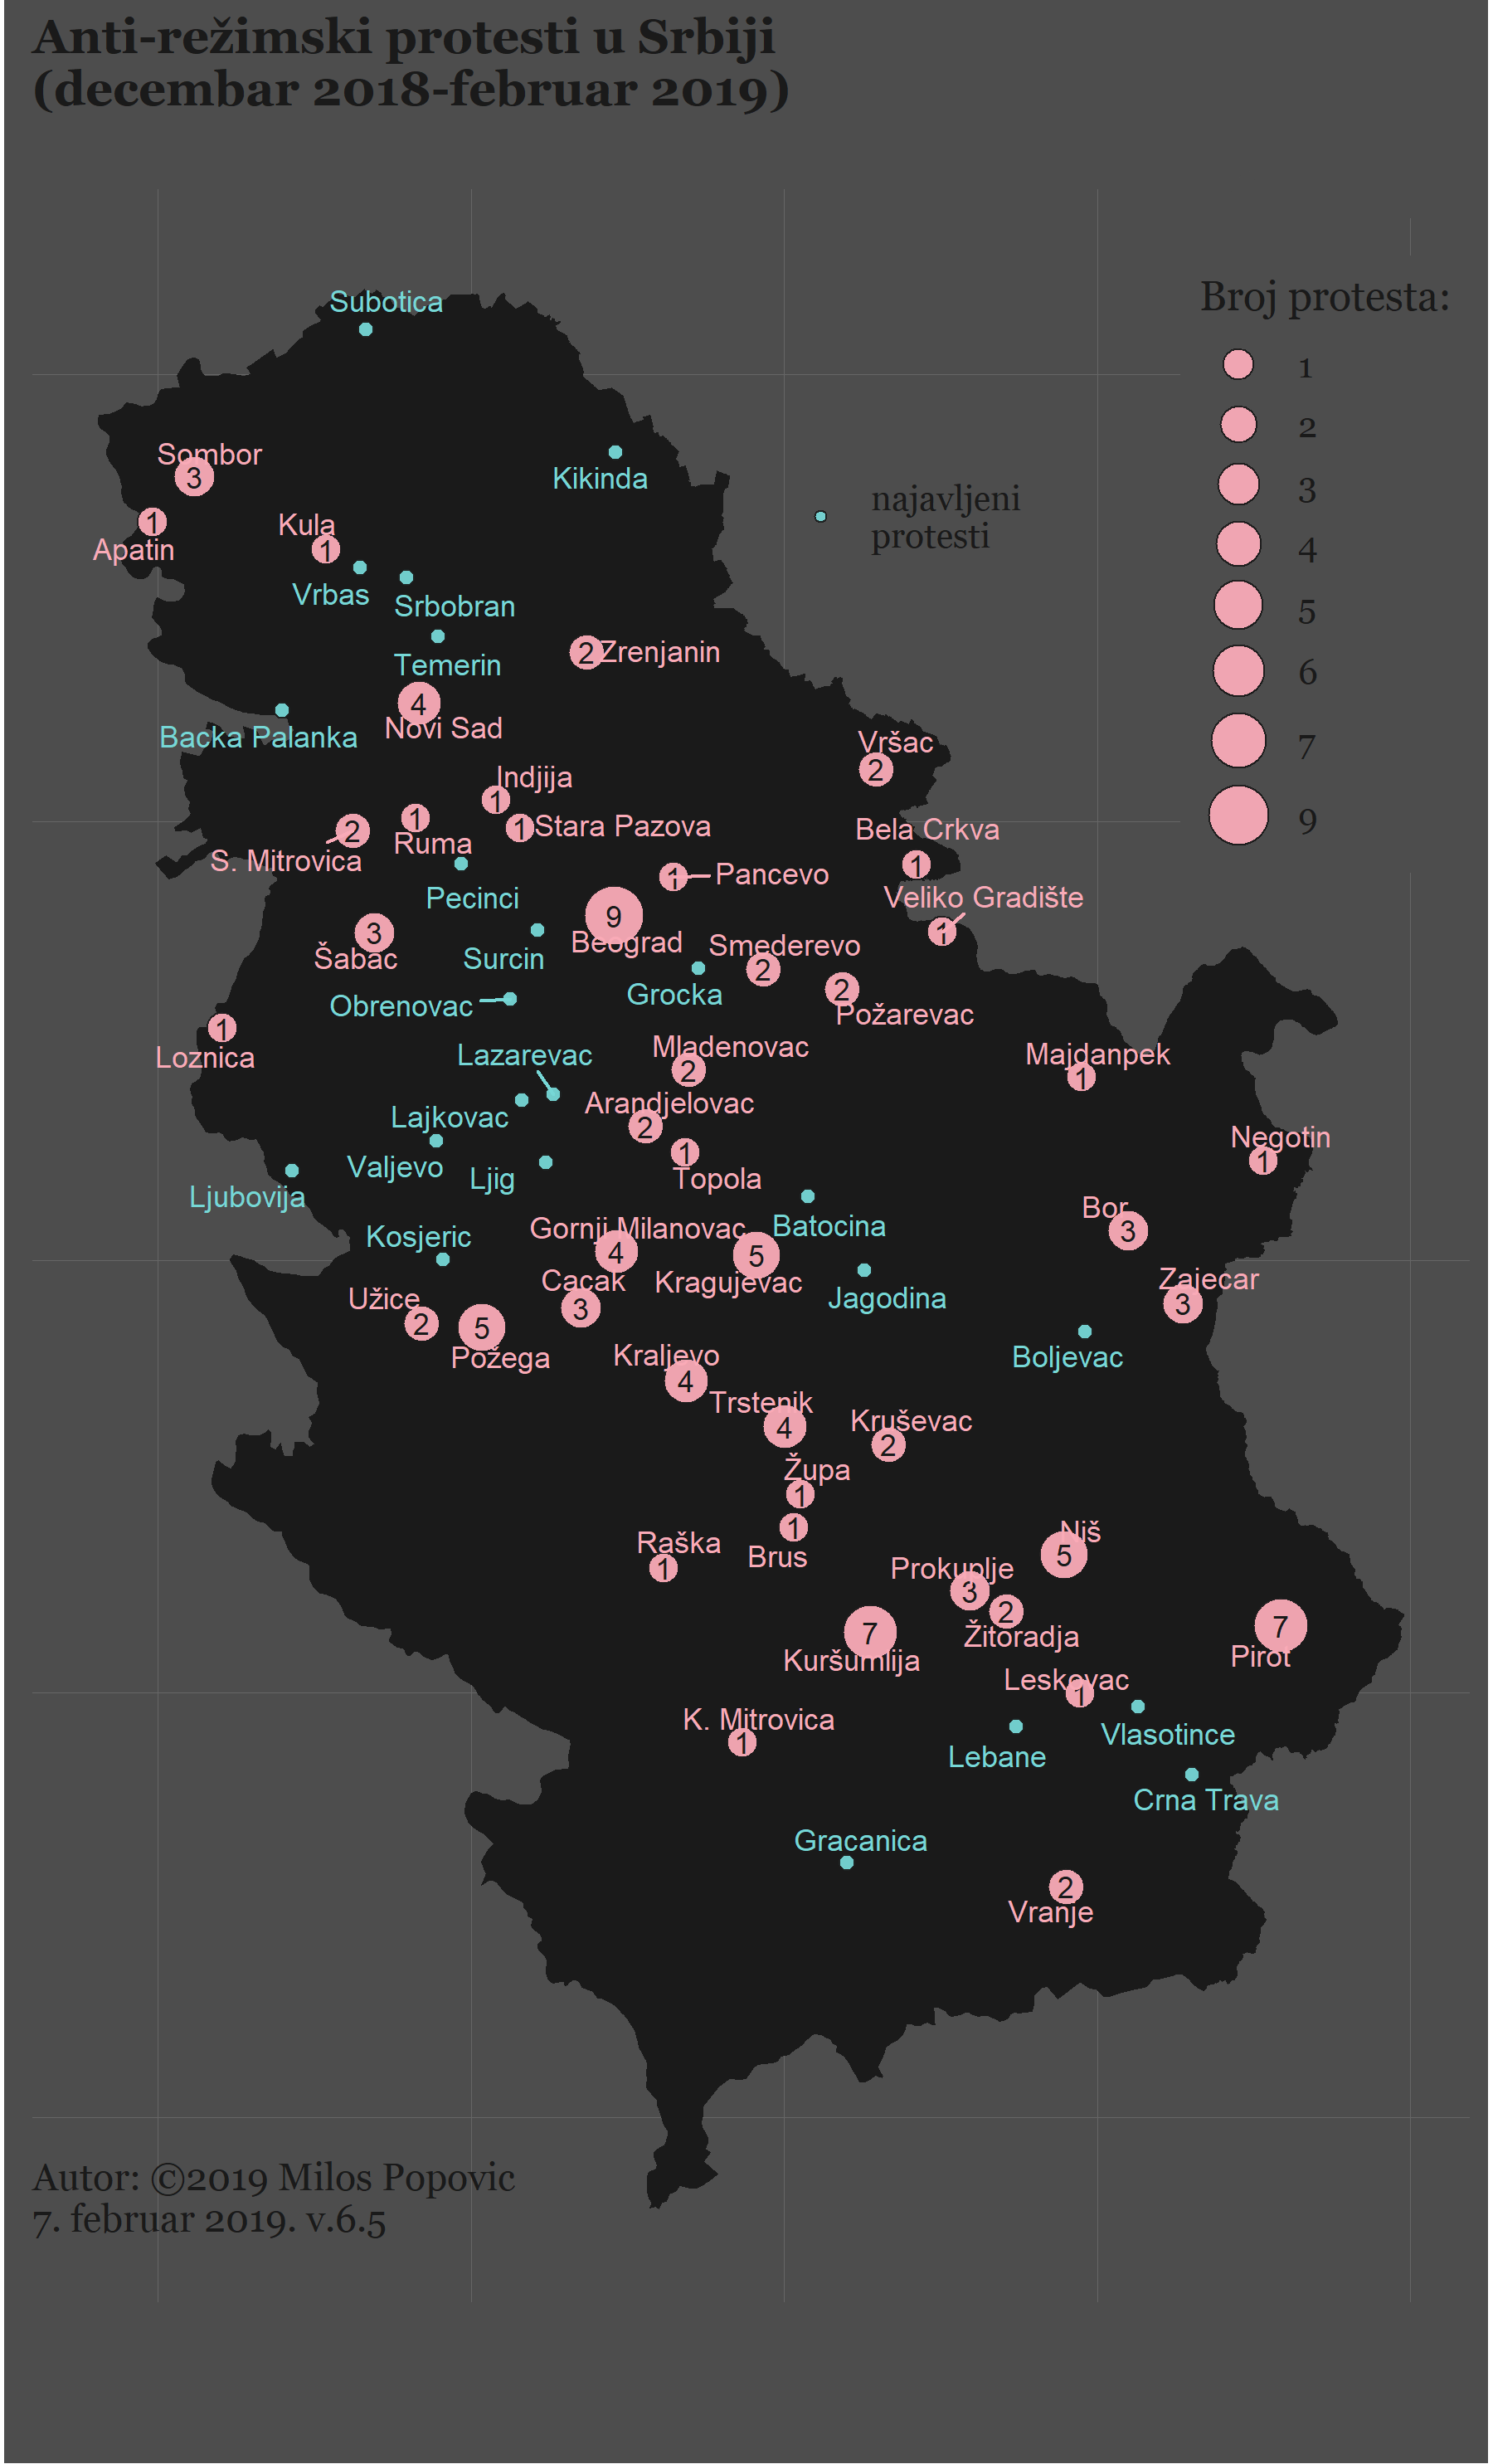 Anti-režimski protesti u Srbiji
(decembar 2018-februar 2019)
Broj protesta:
1
2
3
4
5
6
7
9
najavljeni
protesti
Subotica
Sombor
3
Kikinda
1
Apatin
Kula
1
Vrbas
Srbobran
Temerin
2
Zrenjanin
4
Novi Sad
Backa Palanka
Vršac
2
Indjija
1
1
Stara Pazova
1
Ruma
2
S. Mitrovica
Bela Crkva
1
Pecinci
1
Pancevo
Veliko Gradište
1
9
Beograd
3
Šabac
Surcin
Smederevo
2
Grocka
2
Požarevac
Obrenovac
1
Loznica
Lazarevac
Mladenovac
2
Majdanpek
1
Lajkovac
Arandjelovac
2
Negotin
1
Valjevo
Ljig
1
Topola
Ljubovija
Bor
3
Batocina
Kosjeric
Gornji Milanovac
4
5
Kragujevac
Cacak
3
Jagodina
Zajecar
3
Užice
2
5
Požega
Boljevac
Kraljevo
4
Trstenik
4
Kruševac
2
Župa
1
1
Brus
Raška
1
Niš
5
Prokuplje
3
2
Žitoradja
7
Kuršumlija
7
Pirot
Leskovac
1
K. Mitrovica
1
Vlasotince
Lebane
Crna Trava
Gracanica
2
Vranje
Autor: ©2019 Milos Popovic
7. februar 2019. v.6.5